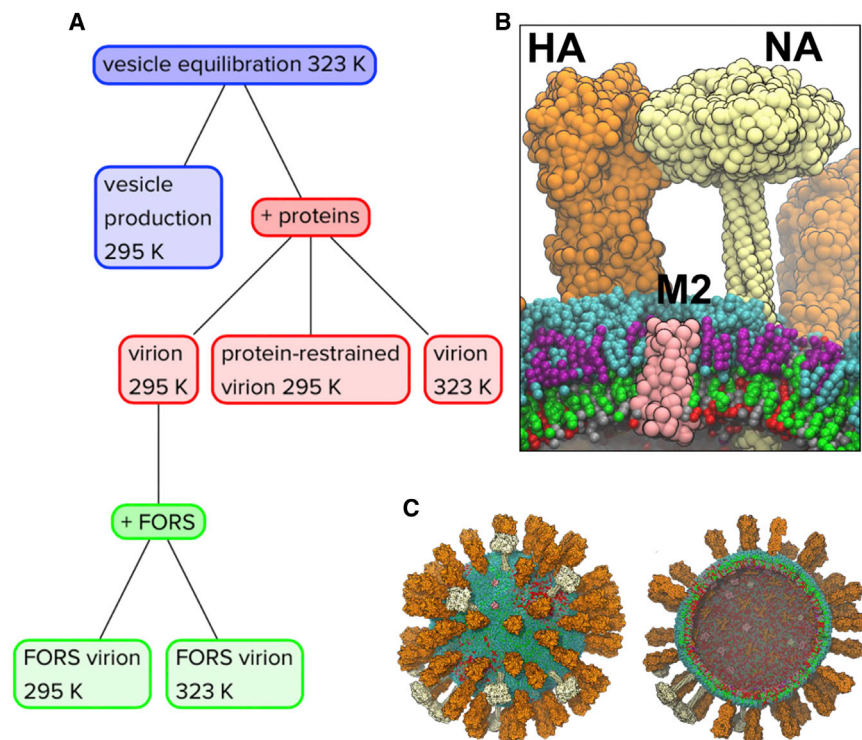 A
vesicle equilibration 323 K
vesicle
production
295 K
+ proteins
virion
295 K
protein-restrained
virion 295 K
virion
323 K
+ FORS
FORS virion
295 K
FORS virion
323 K
B
HA
NA
M2
C